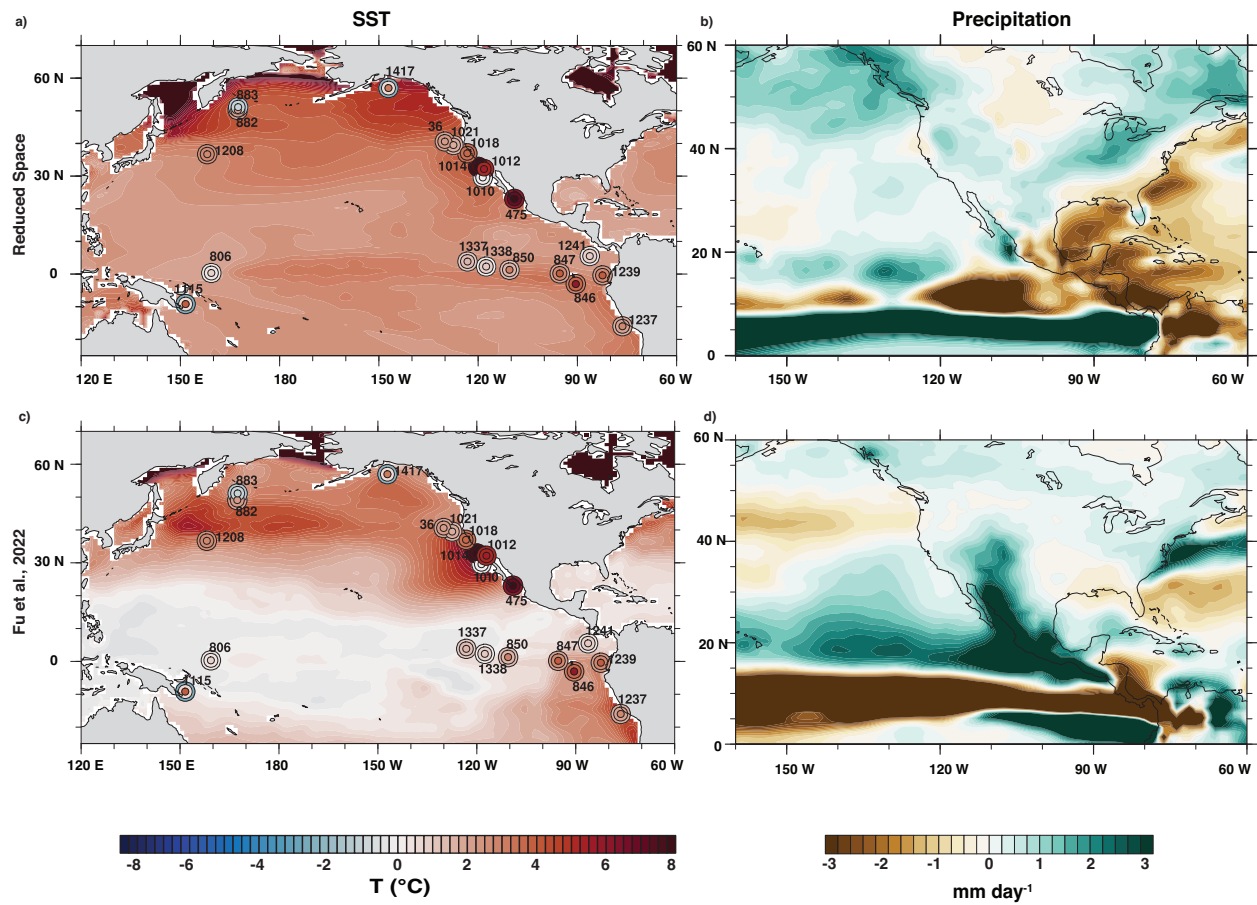 SST
Precipitation
a)
b)
Reduced Space
60 N
30 N
0
120 E
150 E
180
150 W
120 W
90 W
60 W
883
882
1208
1417
36
1021
1018
1014
1012
1010
475
806
1115
1337
1338
850
1241
847
1239
846
1237
60 N
40 N
20 N
0
150 W
120 W
90 W
60 W
c)
d)
Fu et al., 2022
60 N
30 N
0
120 E
150 E
180
150 W
120 W
90 W
60 W
883
882
1208
1417
36
1021
1018
1014
1012
1010
475
806
1115
1337
1338
850
1241
847
1239
846
1237
60 N
40 N
20 N
0
150 W
120 W
90 W
60 W
-8 -6 -4 -2 0 2 4 6 8
T (°C)
-3 -2 -1 0 1 2 3
mm day⁻¹